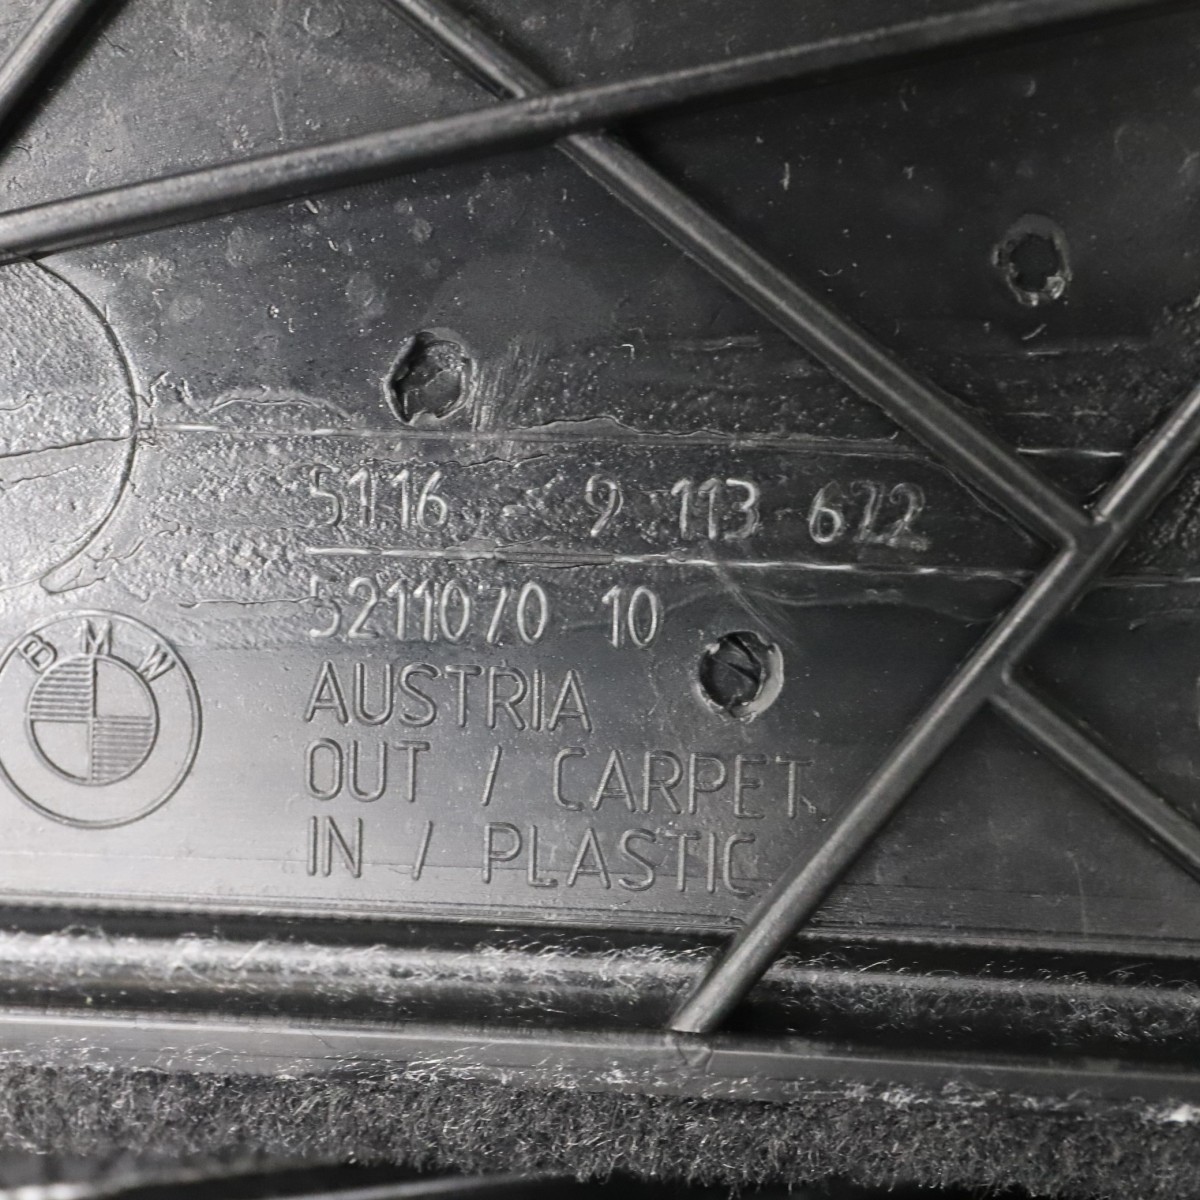 5116 - 9 113 622
5211070 10
BMW
AUSTRIA
OUT / CARPET
IN / PLASTIC